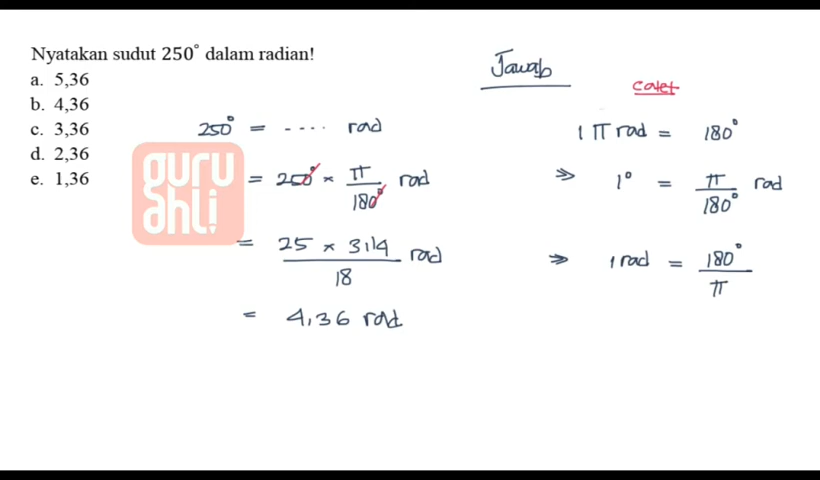 Nyatakan sudut 250° dalam radian!
a. 5,36
b. 4,36
c. 3,36
d. 2,36
e. 1,36
guru
ahli
Jawab
250° = .... rad
= 250° × π/180° rad
= 25 × 3,14/18 rad
= 4,36 rad
Catet
1 π rad = 180°
⇒ 1° = π/180° rad
⇒ 1 rad = 180°/π